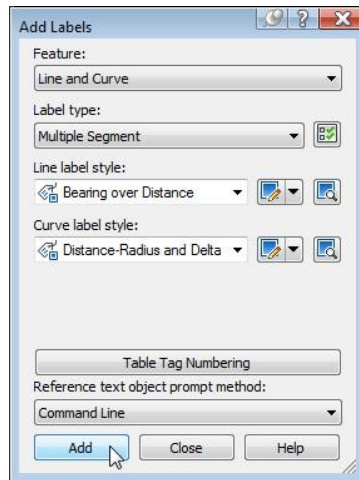 Add Labels
Feature:
Line and Curve
Label type:
Multiple Segment
Line label style:
Bearing over Distance
Curve label style:
Distance-Radius and Delta
Table Tag Numbering
Reference text object prompt method:
Command Line
Add Close Help